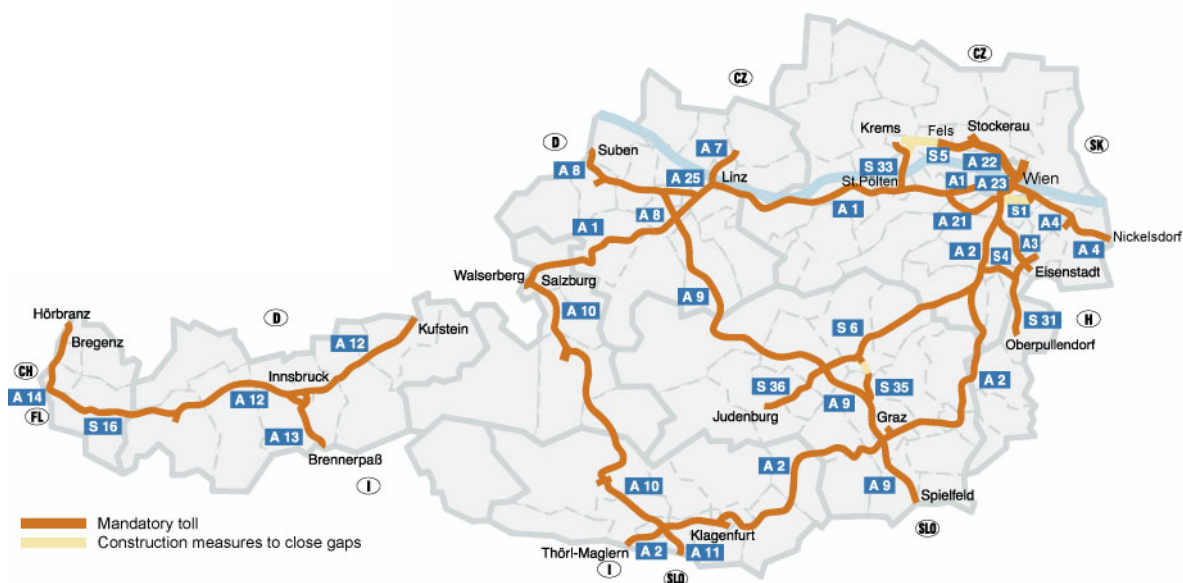 CZ
CZ
Krems
Fels
Stockerau
D
Suben
A 7
SK
A 8
A 25
Linz
S 33
S5
A 22
St.Pölten
A1
A 23
Wien
A 8
A 1
A 1
A 21
S1
A4
Nickelsdorf
A 2
S4
A3
A 4
Eisenstadt
Walserberg
Salzburg
A 10
A 9
Hörbranz
D
Kufstein
S 6
S 31
H
Bregenz
A 12
Oberpullendorf
CH
Innsbruck
A 14
A 12
S 36
S 35
A 2
FL
S 16
Judenburg
A 9
Graz
A 13
Brennerpaß
A 2
I
A 10
A 9
Spielfeld
Mandatory toll
Klagenfurt
SLO
Construction measures to close gaps
Thörl-Maglern
A 2
A 11
I
SLO